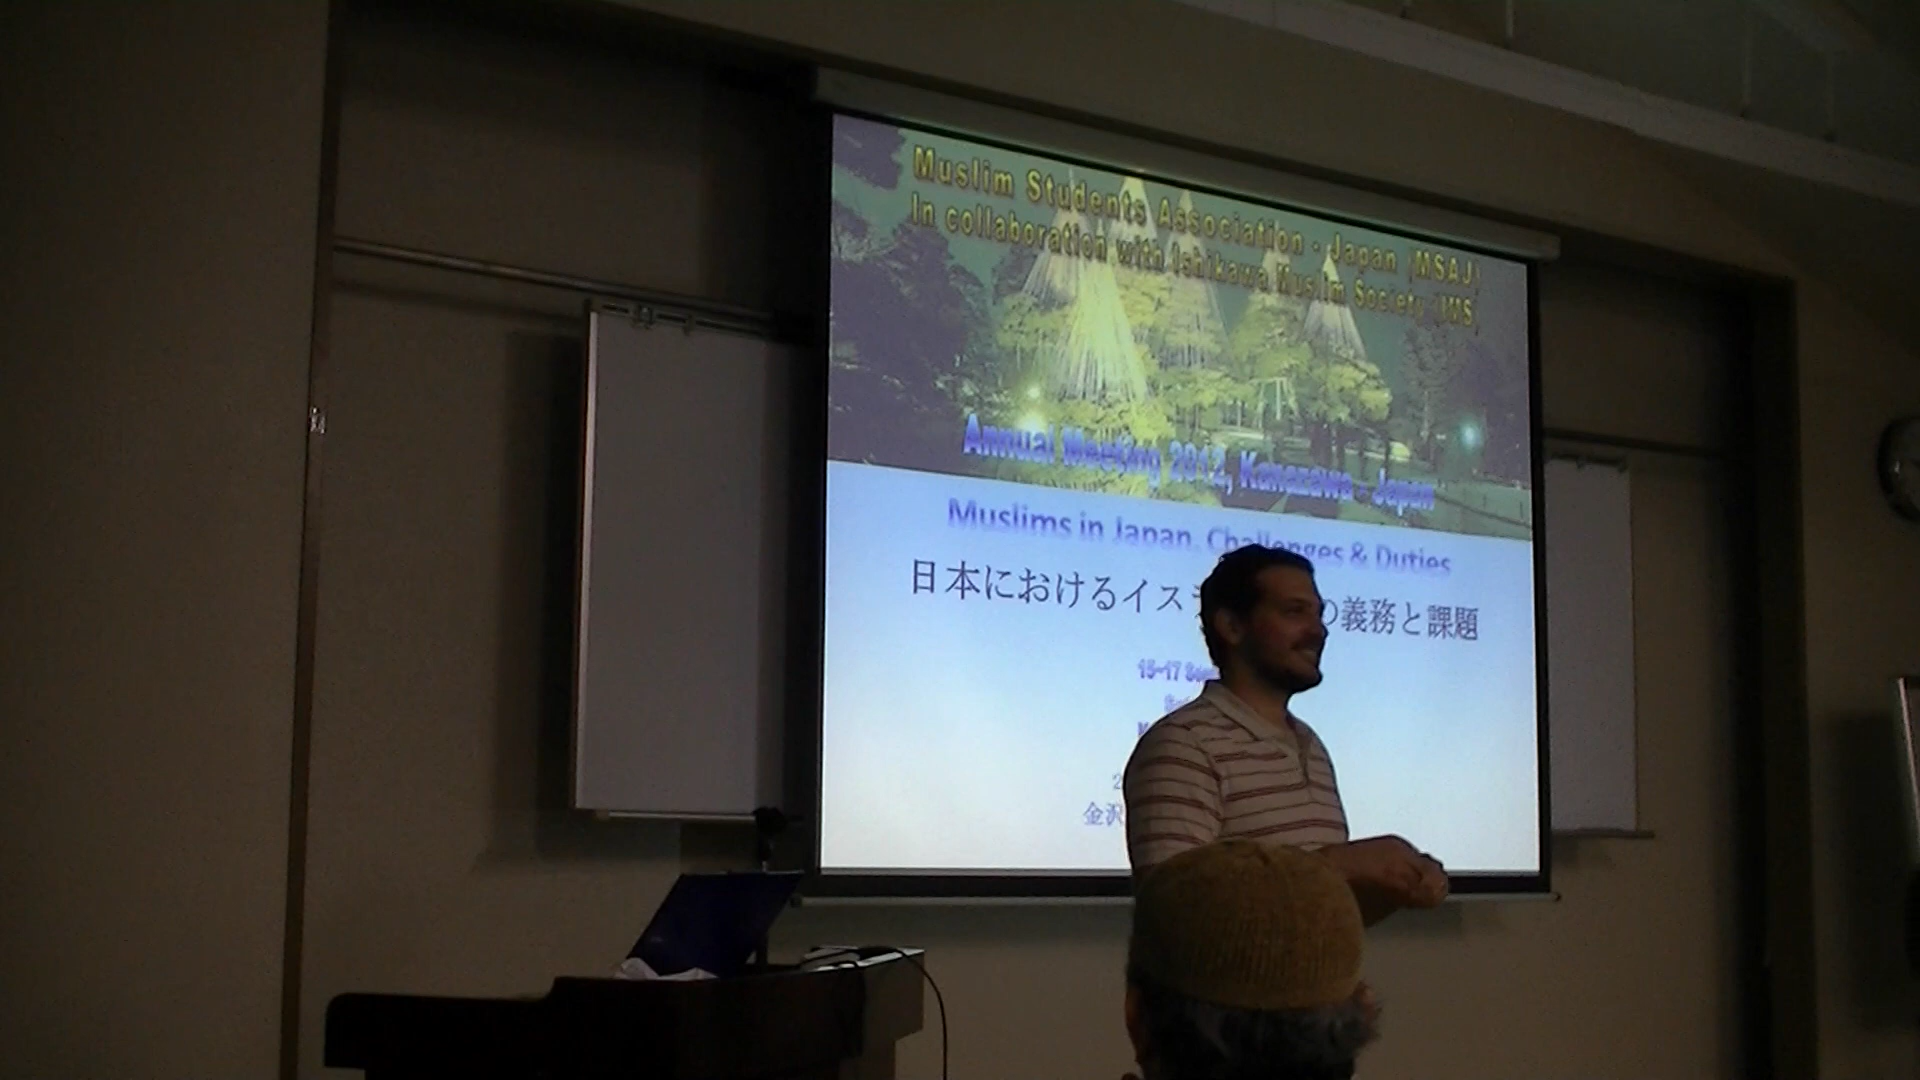 Muslim Students Association - Japan (MSAJ)
In collaboration with Ishikawa Muslim Society (IMS)
Annual Meeting 2012, Kanazawa - Japan
Muslims in Japan, Challenges & Duties
日本におけるイス の義務と課題
15~17
金沢